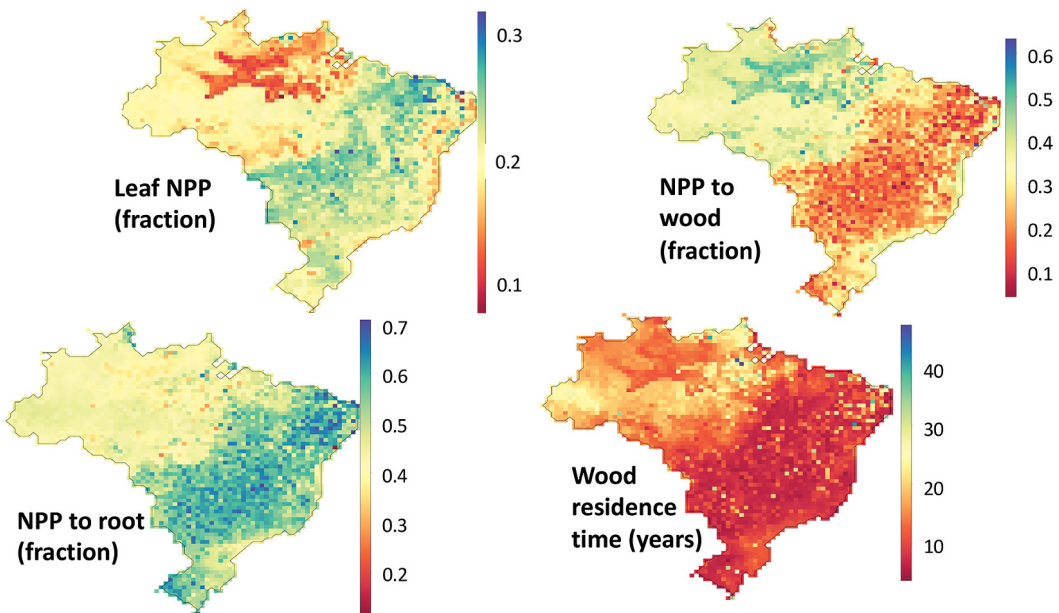 0.3
0.2
0.1
Leaf NPP
(fraction)
0.6
0.5
0.4
0.3
0.2
0.1
NPP to
wood
(fraction)
0.7
0.6
0.5
0.4
0.3
0.2
NPP to root
(fraction)
40
30
20
10
Wood
residence
time (years)